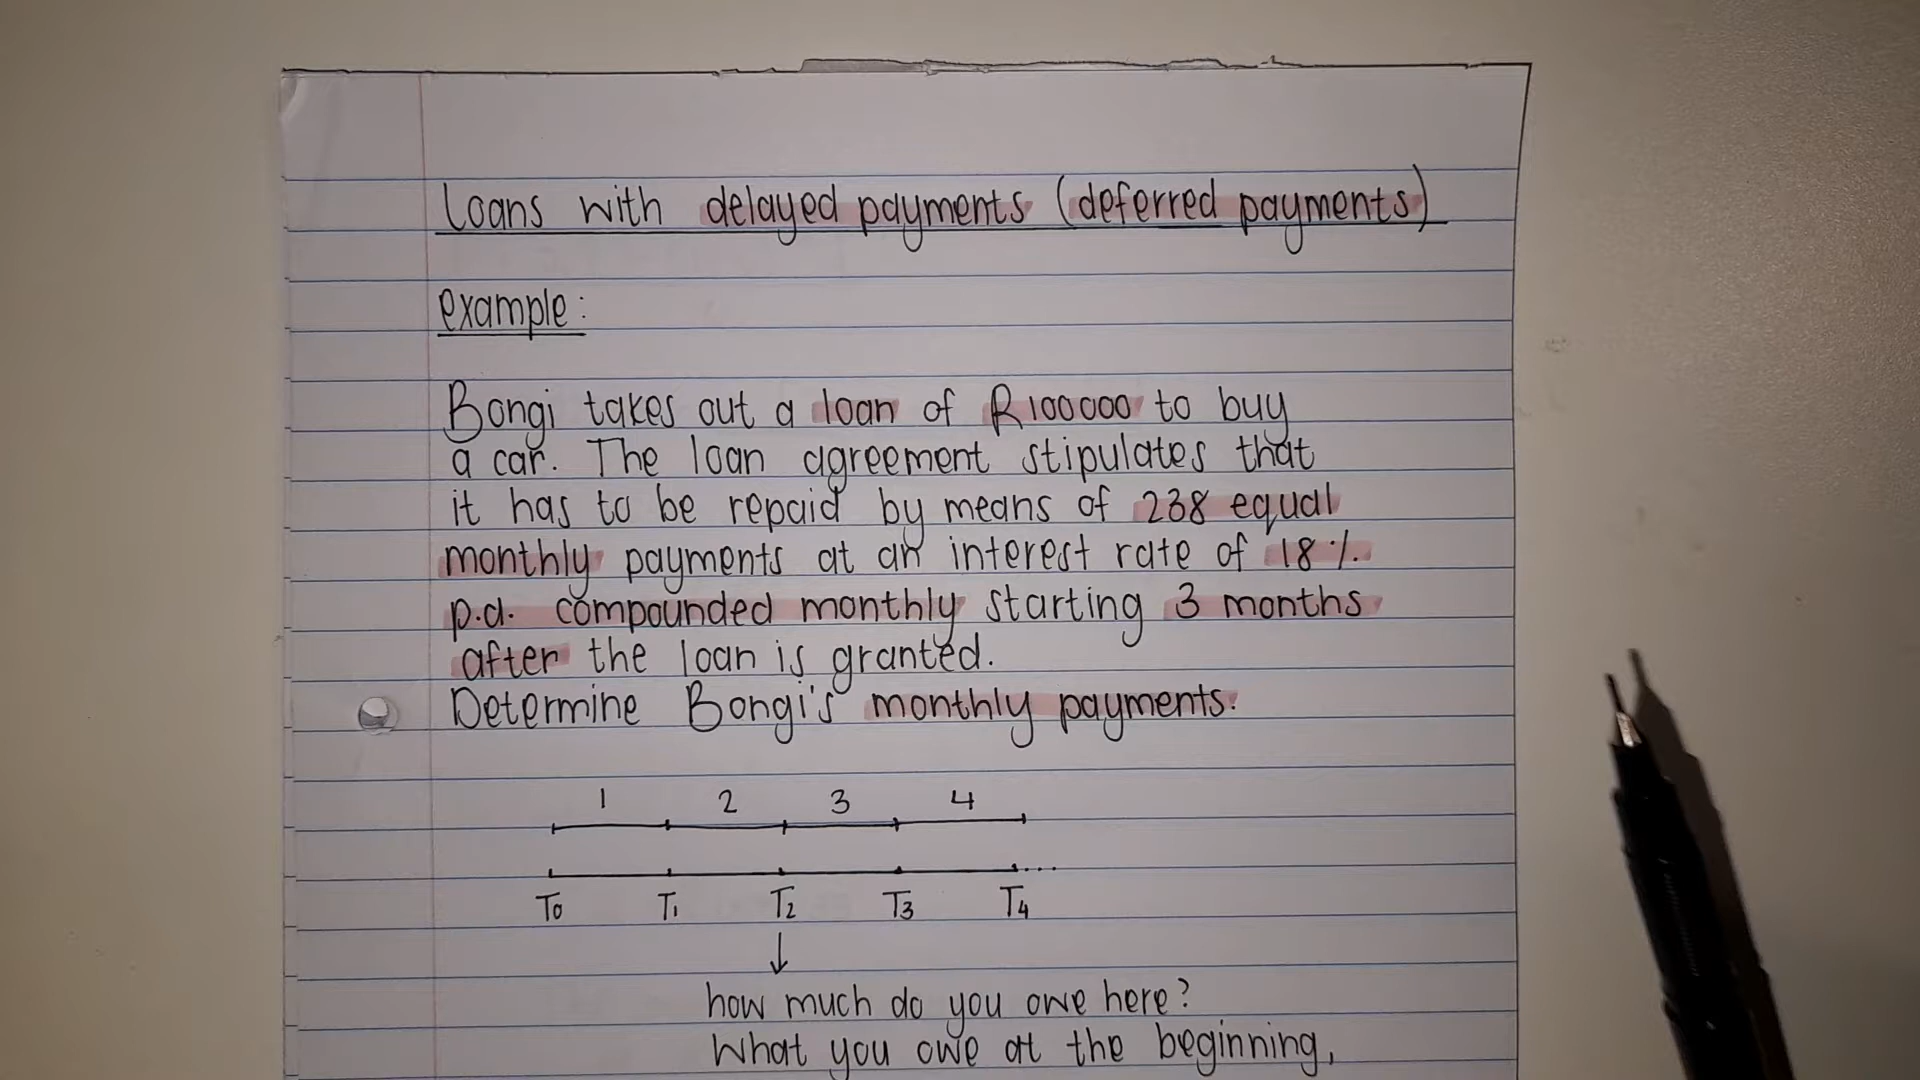 Loans with delayed payments (deferred payments)
example:
Bongi takes out a loan of R100000 to buy
a car. The loan agreement stipulates that
it has to be repaid by means of 238 equal
monthly payments at an interest rate of 18%
p.a. compounded monthly starting 3 months
after the loan is granted.
Determine Bongi's monthly payments.
1 2 3 4
T0 T1 T2 T3 T4
how much do you owe here?
What you owe at the beginning,